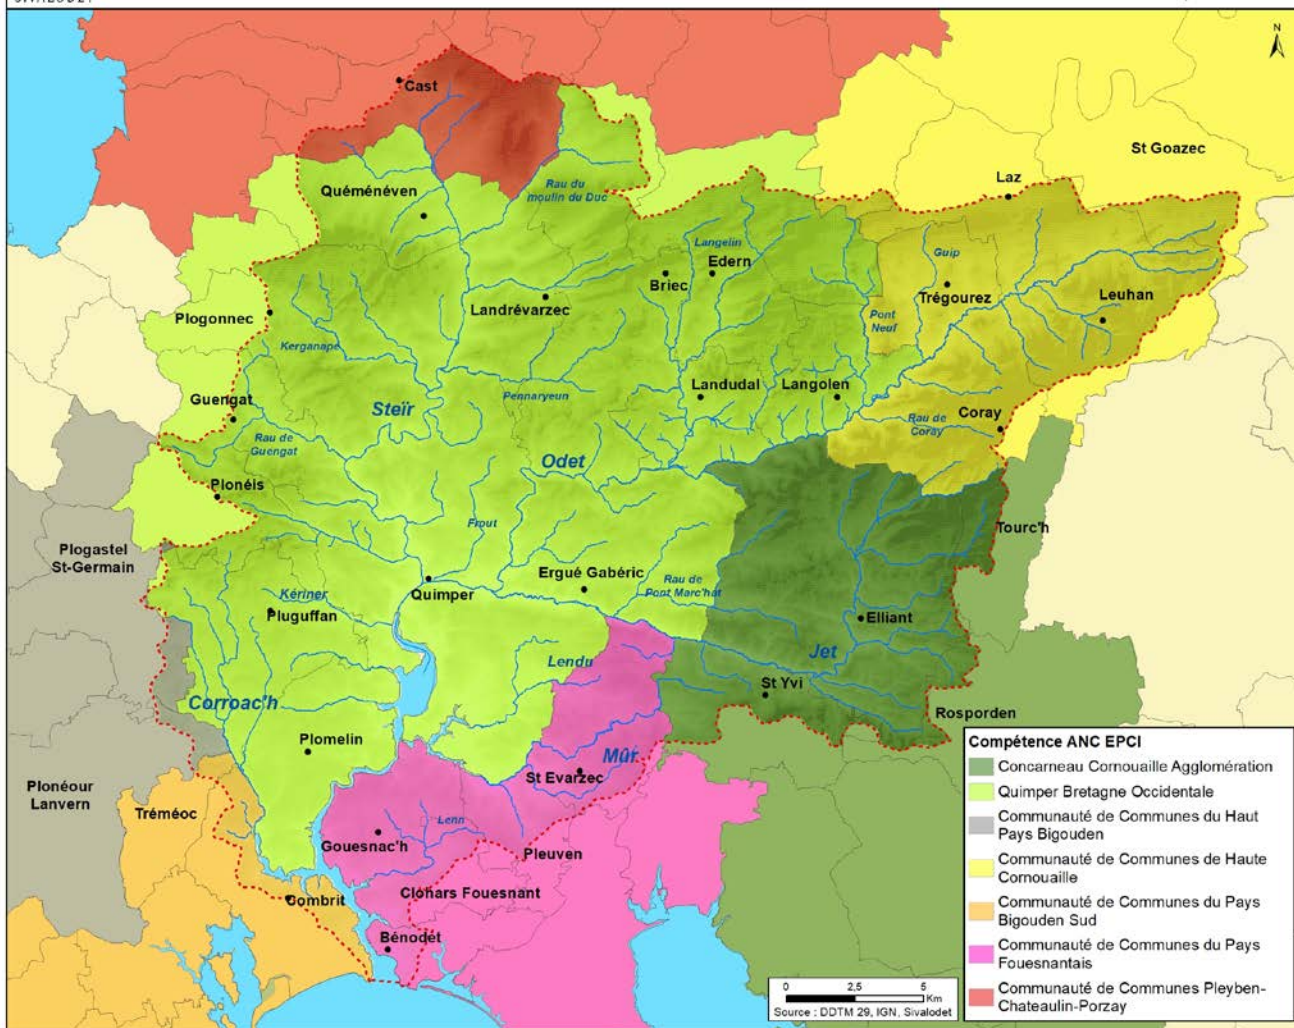 N
Cast
St Goazec
Laz
Quéménéven
Rau du
moulin du Duc
Langelin
Edern
Guip
Briec
Trégourez
Leuhan
Landrévarzec
Plogonnec
Pont
Neuf
Kerganapé
Landudal
Langolen
Pennaryeun
Guengat
Steïr
Coray
Rau de
Coray
Rau de
Guengat
Odet
Plonéis
Frout
Tourc'h
Plogastel
St-Germain
Ergué Gabéric
Rau de
Pont Marc'hat
Quimper
Kériner
Pluguffan
Elliant
Jet
Lendu
St Yvi
Corroac'h
Rosporden
Plomelin
Mûr
St Evarzec
Plonéour
Lanvern
Tréméoc
Lenn
Gouesnac'h
Pleuven
Clohars Fouesnant
Combrit
Bénodet
Compétence ANC EPCI
Concarneau Cornouaille Agglomération
Quimper Bretagne Occidentale
Communauté de Communes du Haut
Pays Bigouden
Communauté de Communes de Haute
Cornouaille
Communauté de Communes du Pays
Bigouden Sud
Communauté de Communes du Pays
Fouesnantais
Communauté de Communes Pleyben-
Chateaulin-Porzay
0 2,5 5
Km
Source : DDTM 29, IGN, Sivalodet